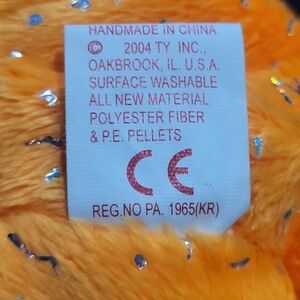 HANDMADE IN CHINA
© 2004 TY INC.,
OAKBROOK, IL. U.S.A.
SURFACE WASHABLE
ALL NEW MATERIAL
POLYESTER FIBER
& P.E. PELLETS
CE
REG.NO PA. 1965(KR)